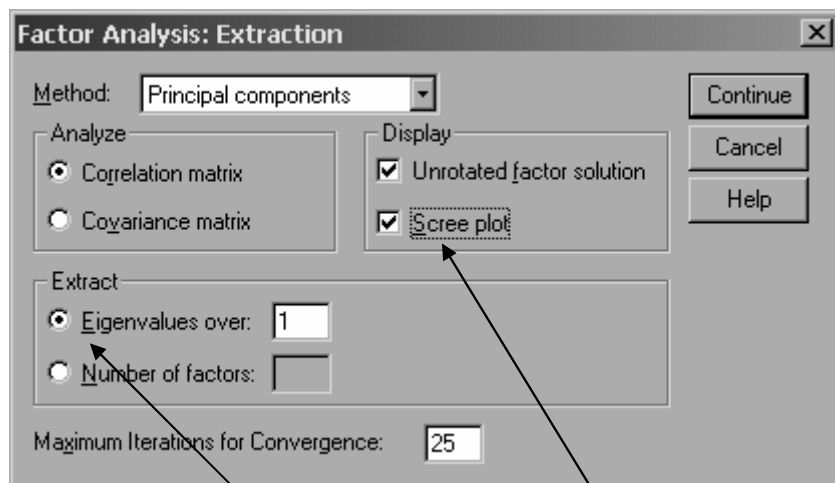 Factor Analysis: Extraction
Method: Principal components
Continue
Analyze
Display
Cancel
Correlation matrix
Unrotated factor solution
Help
Covariance matrix
Scree plot
Extract
Eigenvalues over: 1
Number of factors:
Maximum Iterations for Convergence: 25